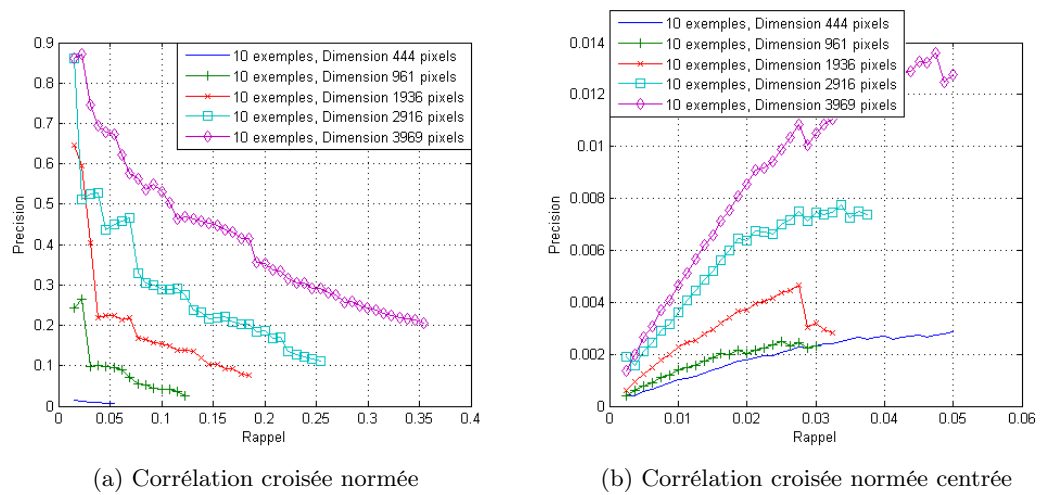 0.9
0.8
0.7
0.6
0.5
0.4
0.3
0.2
0.1
0
Precision
10 exemples, Dimension 444 pixels
10 exemples, Dimension 961 pixels
10 exemples, Dimension 1936 pixels
10 exemples, Dimension 2916 pixels
10 exemples, Dimension 3969 pixels
0 0.05 0.1 0.15 0.2 0.25 0.3 0.35 0.4
Rappel
(a) Corrélation croisée normée
0.014
0.012
0.01
0.008
0.006
0.004
0.002
0
Precision
10 exemples, Dimension 444 pixels
10 exemples, Dimension 961 pixels
10 exemples, Dimension 1936 pixels
10 exemples, Dimension 2916 pixels
10 exemples, Dimension 3969 pixels
0 0.01 0.02 0.03 0.04 0.05 0.06
Rappel
(b) Corrélation croisée normée centrée